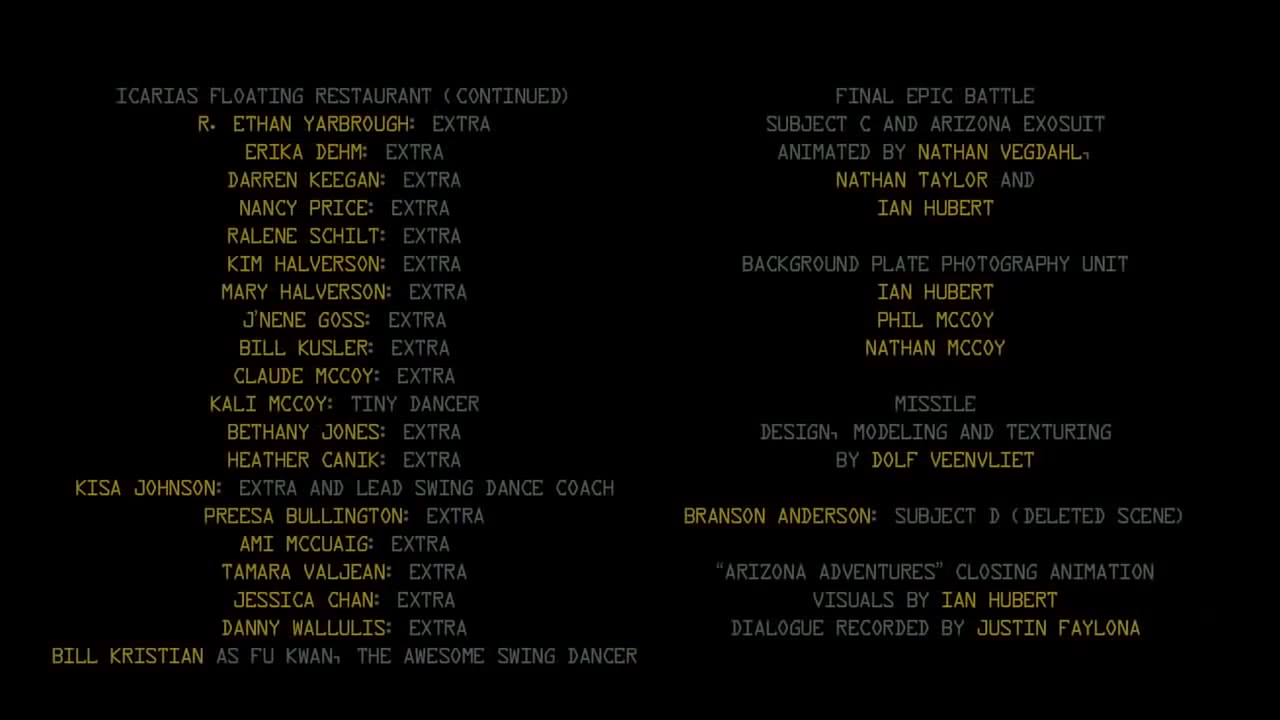 ICARIAS FLOATING RESTAURANT (CONTINUED)
R. ETHAN YARBROUGH: EXTRA
ERIKA DEHM: EXTRA
DARREN KEEGAN: EXTRA
NANCY PRICE: EXTRA
RALENE SCHILT: EXTRA
KIM HALVERSON: EXTRA
MARY HALVERSON: EXTRA
J'NENE GOSS: EXTRA
BILL KUSLER: EXTRA
CLAUDE MCCOY: EXTRA
KALI MCCOY: TINY DANCER
BETHANY JONES: EXTRA
HEATHER CANIK: EXTRA
KISA JOHNSON: EXTRA AND LEAD SWING DANCE COACH
PREESA BULLINGTON: EXTRA
AMI MCCUAIG: EXTRA
TAMARA VALJEAN: EXTRA
JESSICA CHAN: EXTRA
DANNY WALLULIS: EXTRA
BILL KRISTIAN AS FU KWAN, THE AWESOME SWING DANCER
FINAL EPIC BATTLE
SUBJECT C AND ARIZONA EXOSUIT
ANIMATED BY NATHAN VEGDAHL,
NATHAN TAYLOR AND
IAN HUBERT
BACKGROUND PLATE PHOTOGRAPHY UNIT
IAN HUBERT
PHIL MCCOY
NATHAN MCCOY
MISSILE
DESIGN, MODELING AND TEXTURING
BY DOLF VEENVLIET
BRANSON ANDERSON: SUBJECT D (DELETED SCENE)
“ARIZONA ADVENTURES” CLOSING ANIMATION
VISUALS BY IAN HUBERT
DIALOGUE RECORDED BY JUSTIN FAYLONA